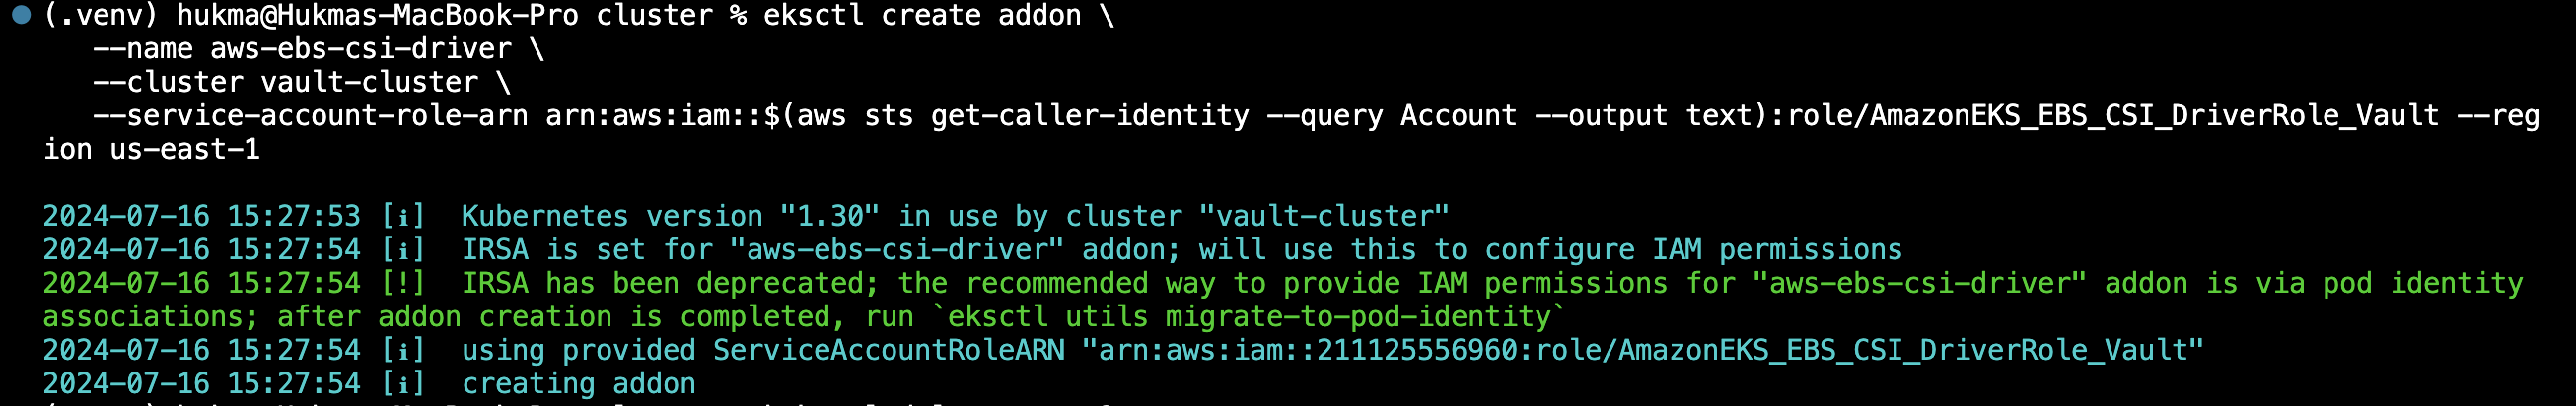 (.venv) hukma@Hukmas-MacBook-Pro cluster % eksctl create addon \
   --name aws-ebs-csi-driver \
   --cluster vault-cluster \
   --service-account-role-arn arn:aws:iam::$(aws sts get-caller-identity --query Account --output text):role/AmazonEKS_EBS_CSI_DriverRole_Vault --reg
ion us-east-1
2024-07-16 15:27:53 [ℹ]  Kubernetes version "1.30" in use by cluster "vault-cluster"
2024-07-16 15:27:54 [ℹ]  IRSA is set for "aws-ebs-csi-driver" addon; will use this to configure IAM permissions
2024-07-16 15:27:54 [!]  IRSA has been deprecated; the recommended way to provide IAM permissions for "aws-ebs-csi-driver" addon is via pod identity
associations; after addon creation is completed, run `eksctl utils migrate-to-pod-identity`
2024-07-16 15:27:54 [ℹ]  using provided ServiceAccountRoleARN "arn:aws:iam::211125556960:role/AmazonEKS_EBS_CSI_DriverRole_Vault"
2024-07-16 15:27:54 [ℹ]  creating addon